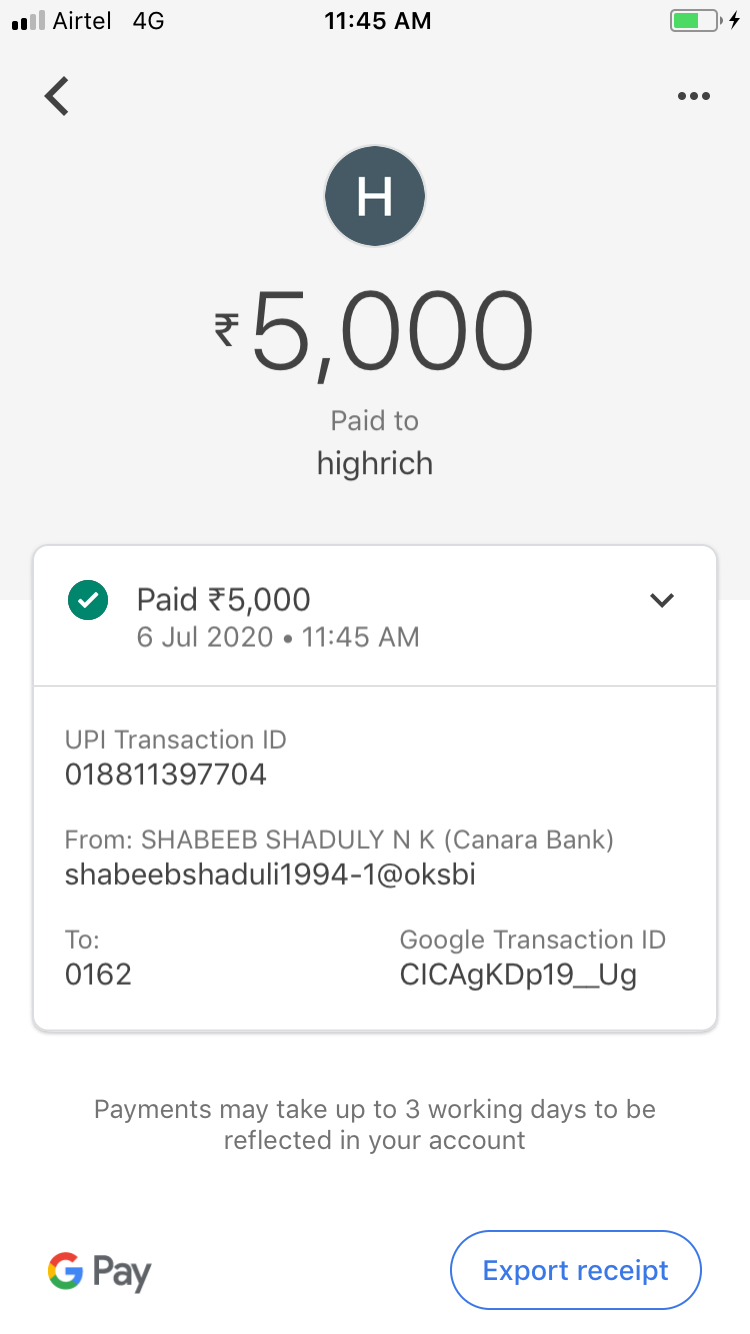 Airtel 4G 11:45 AM
H
₹5,000
Paid to
highrich
Paid ₹5,000
6 Jul 2020 • 11:45 AM
UPI Transaction ID
018811397704
From: SHABEEB SHADULY N K (Canara Bank)
shabeebshaduli1994-1@oksbi
To: Google Transaction ID
0162 CICAgKDp19__Ug
Payments may take up to 3 working days to be
reflected in your account
G Pay Export receipt